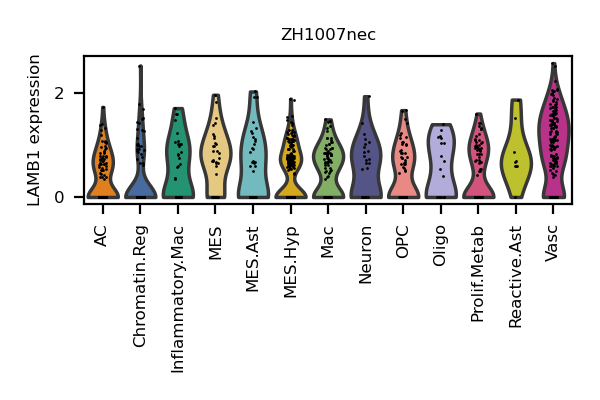 ZH1007nec
LAMB1 expression
2
0
AC
Chromatin.Reg
Inflammatory.Mac
MES
MES.Ast
MES.Hyp
Mac
Neuron
OPC
Oligo
Prolif.Metab
Reactive.Ast
Vasc